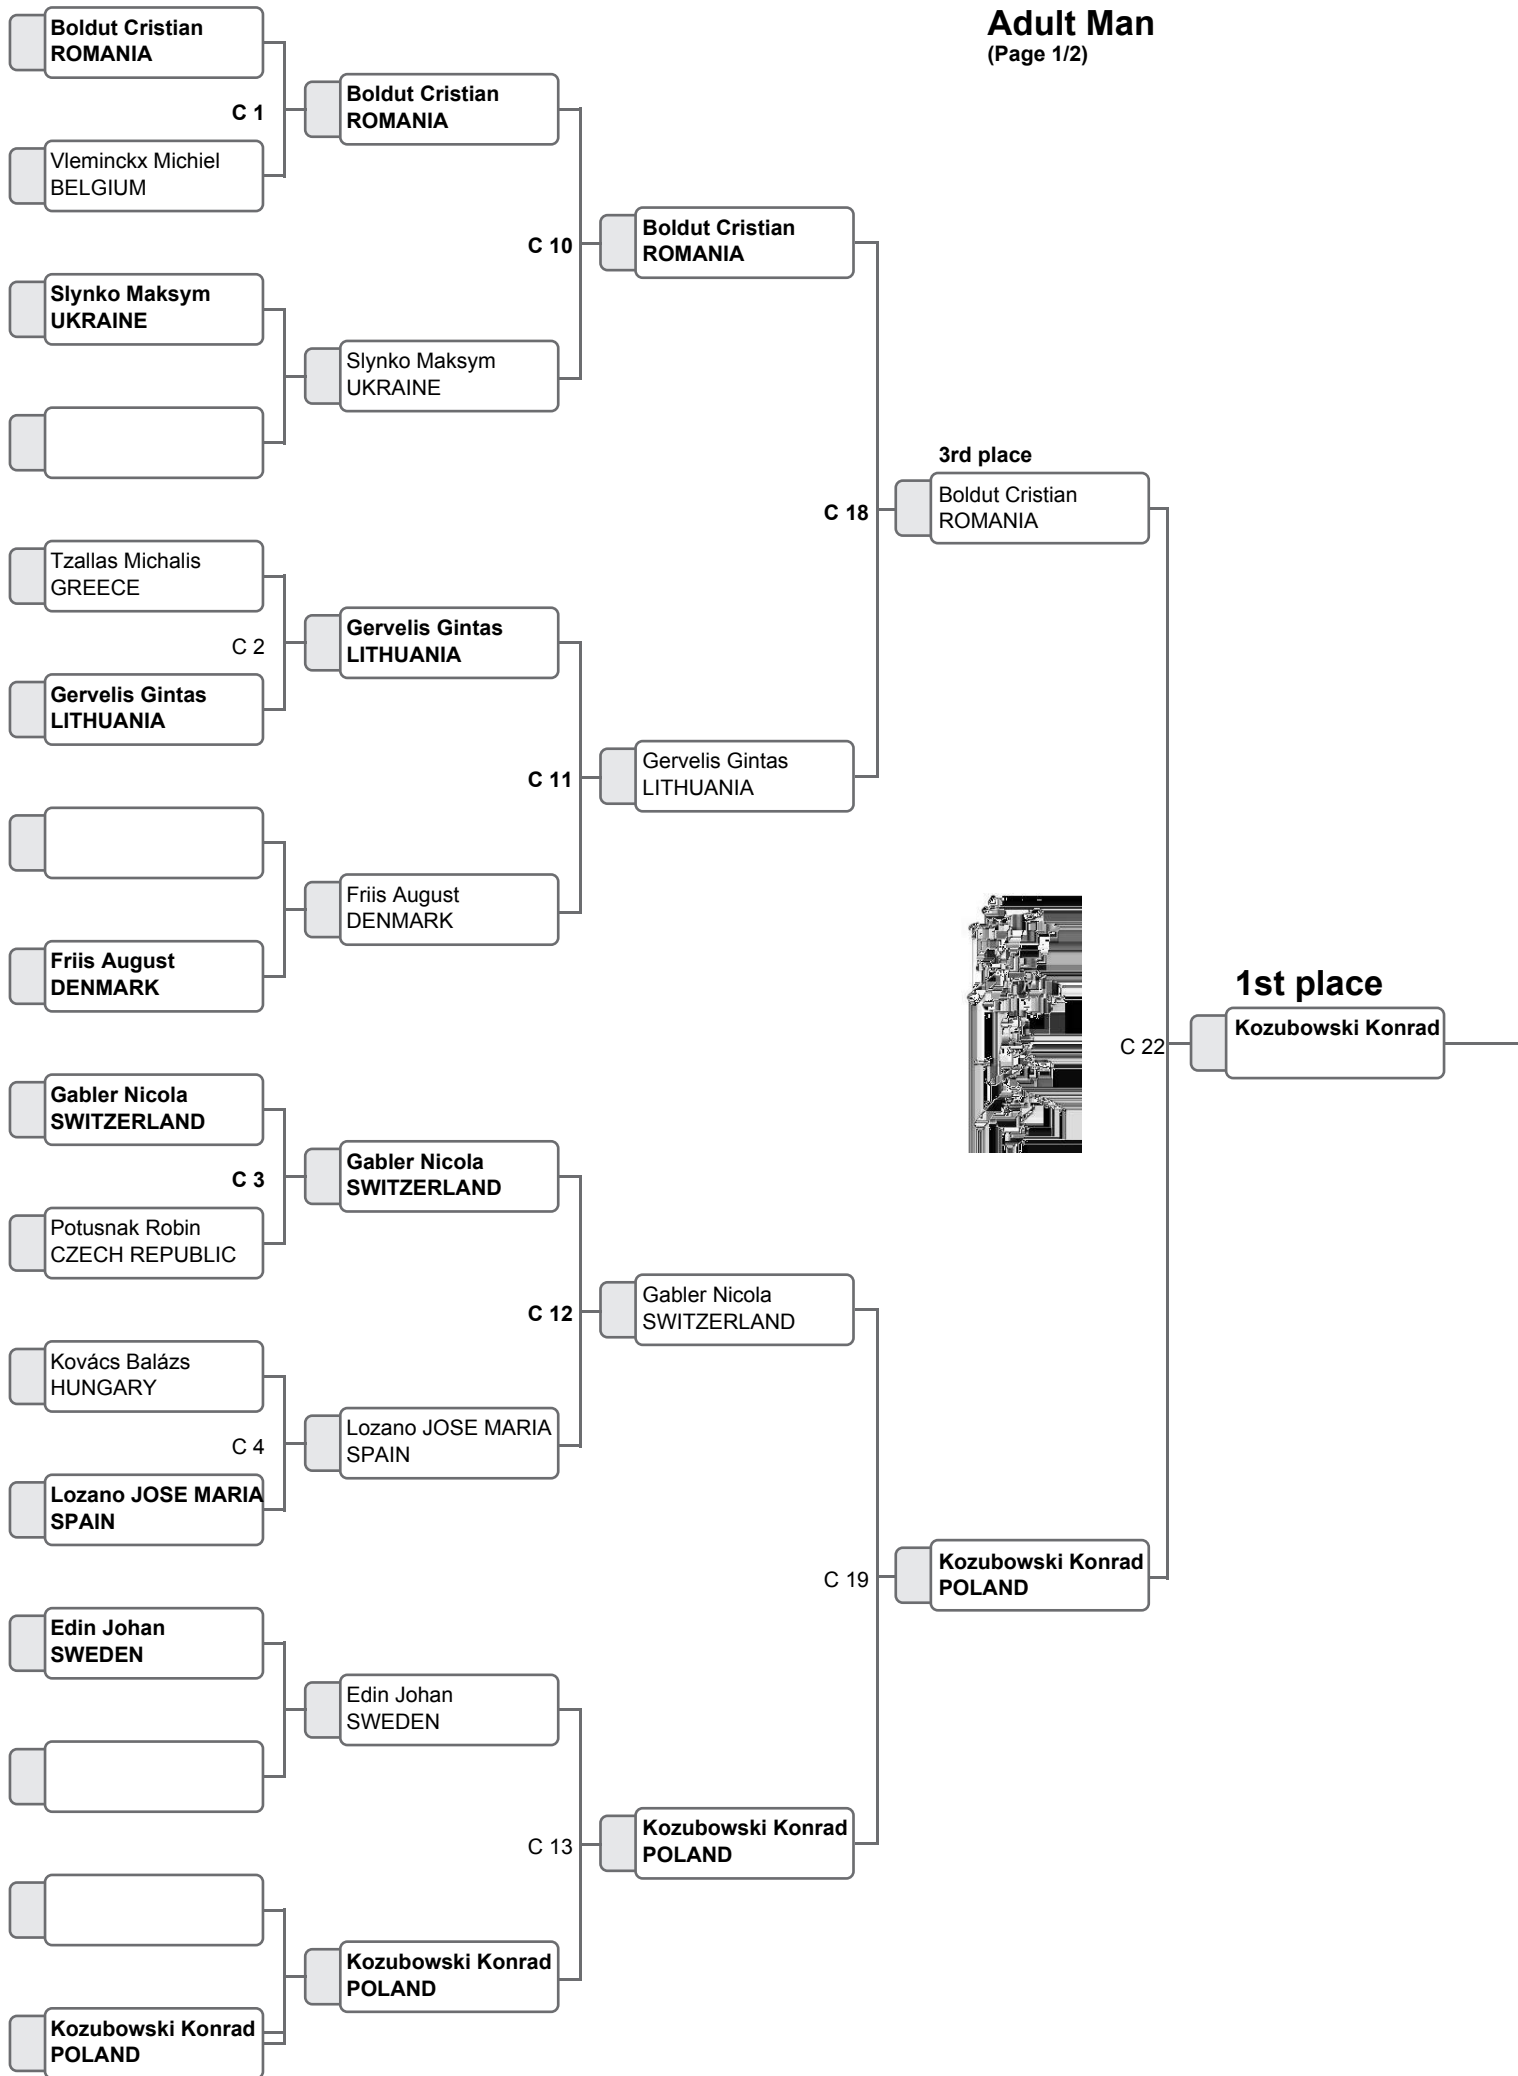 Adult Man
(Page 1/2)
Boldut Cristian
ROMANIA
C 1
Vleminckx Michiel
BELGIUM
Slynko Maksym
UKRAINE
Tzallas Michalis
GREECE
C 2
Gervelis Gintas
LITHUANIA
Friis August
DENMARK
Gabler Nicola
SWITZERLAND
C 3
Potusnak Robin
CZECH REPUBLIC
Kovács Balázs
HUNGARY
C 4
Lozano JOSE MARIA
SPAIN
Edin Johan
SWEDEN
Kozubowski Konrad
POLAND
Boldut Cristian
ROMANIA
C 10
Slynko Maksym
UKRAINE
Gervelis Gintas
LITHUANIA
C 11
Friis August
DENMARK
Gabler Nicola
SWITZERLAND
C 12
Lozano JOSE MARIA
SPAIN
Edin Johan
SWEDEN
C 13
Kozubowski Konrad
POLAND
Boldut Cristian
ROMANIA
C 18
Gervelis Gintas
LITHUANIA
Gabler Nicola
SWITZERLAND
C 19
Kozubowski Konrad
POLAND
3rd place
Boldut Cristian
ROMANIA
C 22
Kozubowski Konrad
POLAND
1st place
Kozubowski Konrad